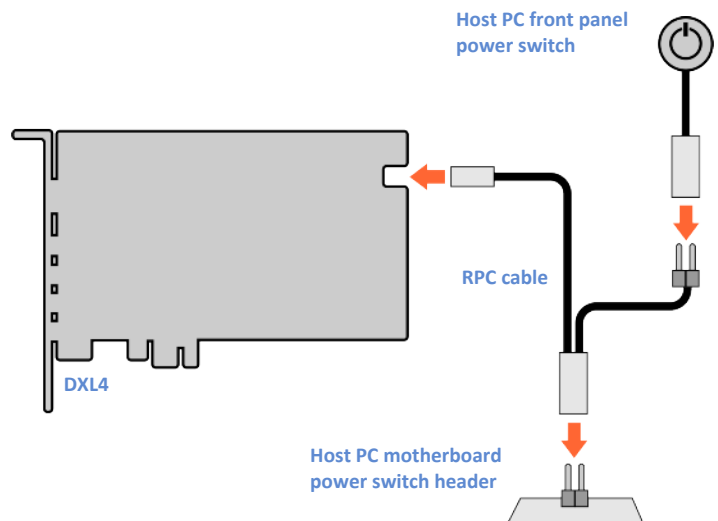 Host PC front panel
power switch
RPC cable
DXL4
Host PC motherboard
power switch header